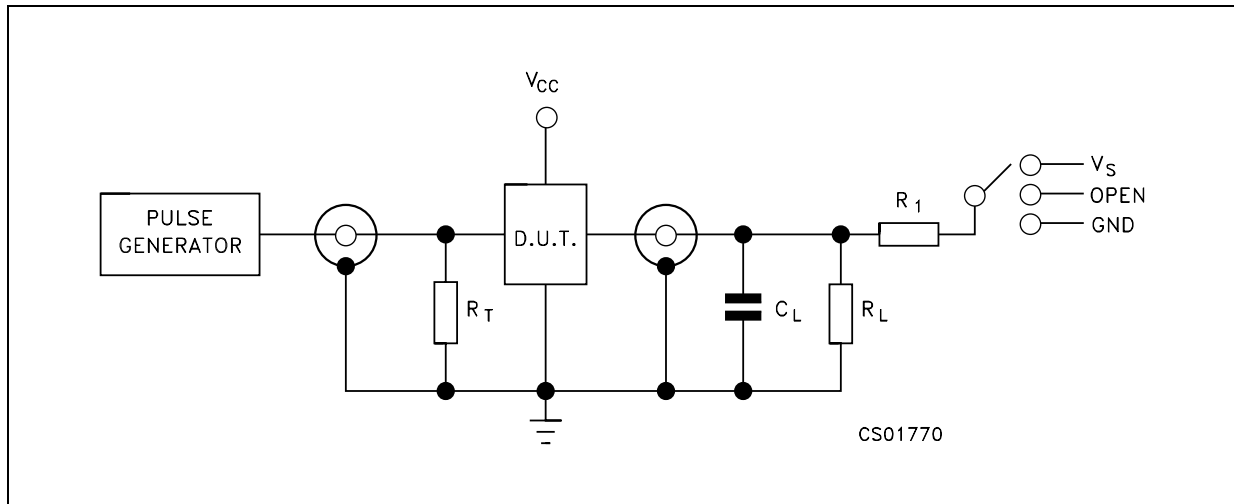 VCC
PULSE
GENERATOR
D.U.T.
RT
CL
RL
R1
VS
OPEN
GND
CS01770